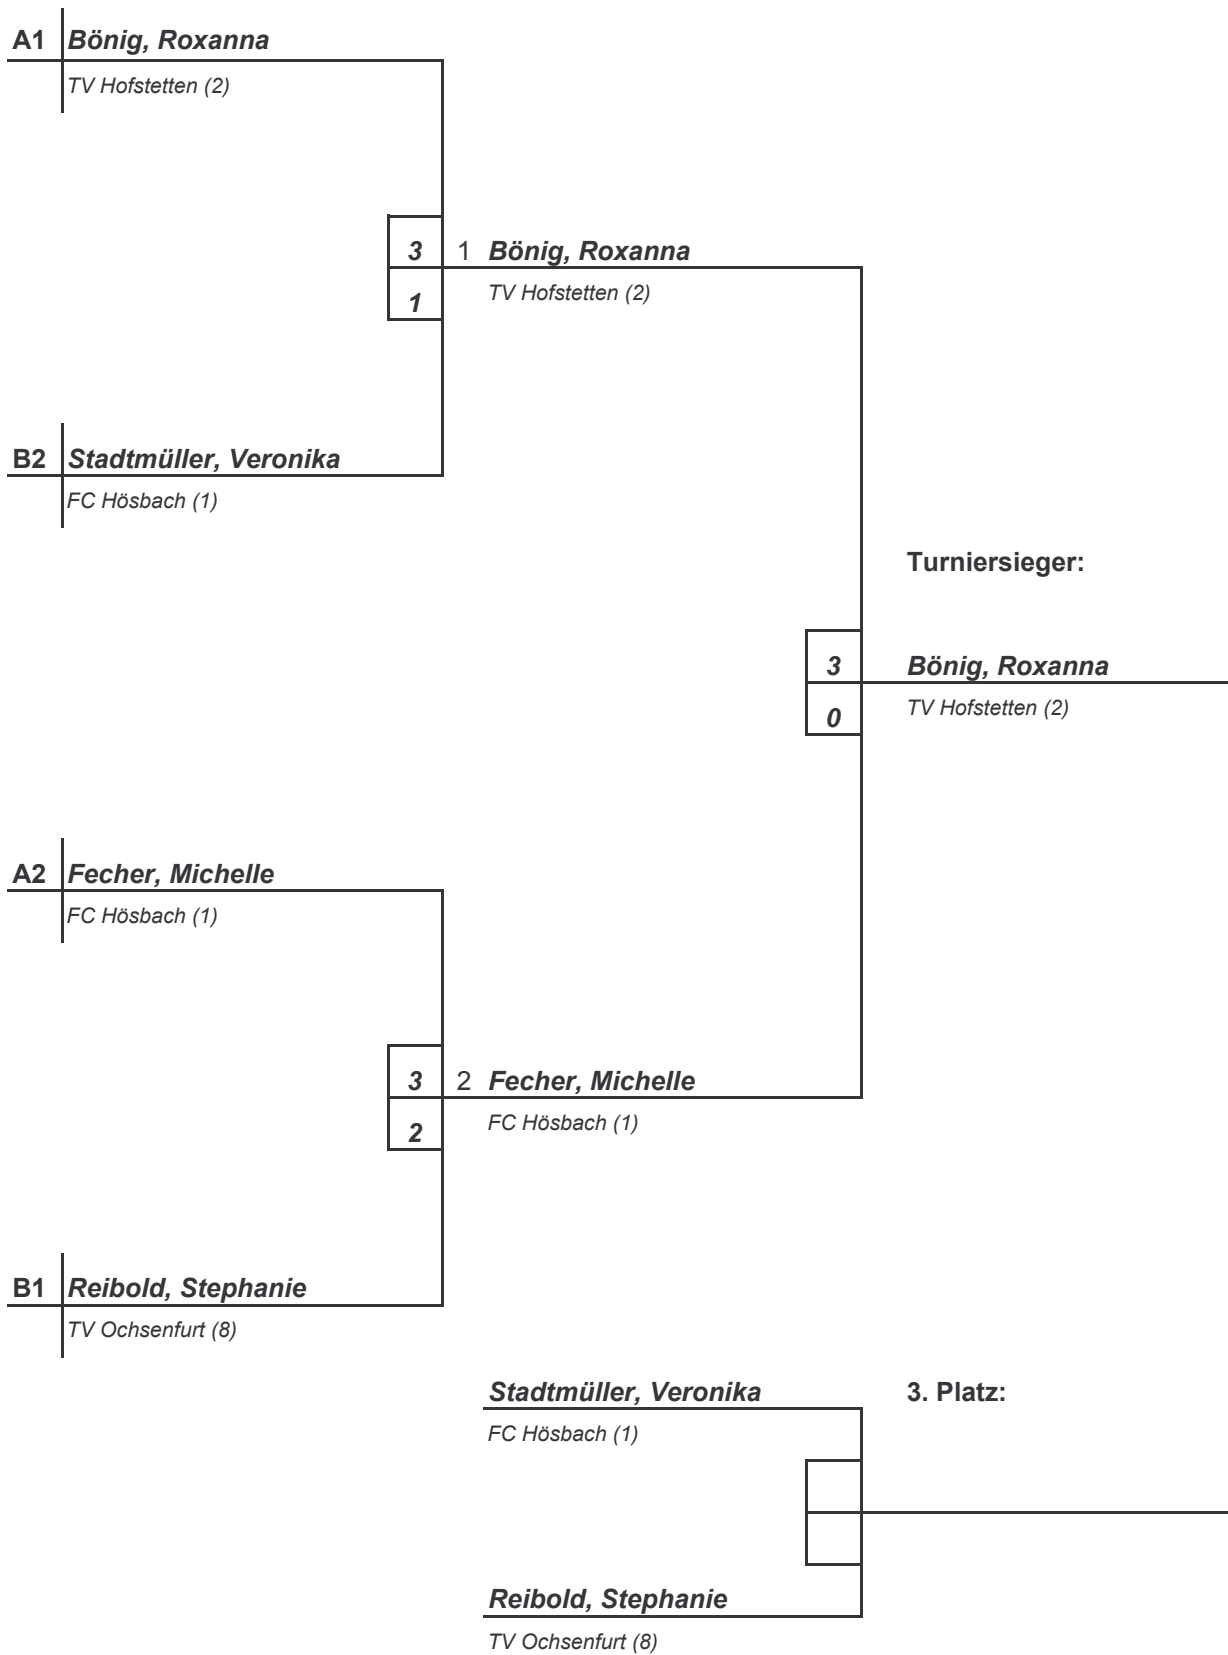 A1 Bönig, Roxanna
TV Hofstetten (2)
3 1 Bönig, Roxanna
1 TV Hofstetten (2)
B2 Stadtmüller, Veronika
FC Hösbach (1)
Turniersieger:
3 Bönig, Roxanna
0 TV Hofstetten (2)
A2 Fecher, Michelle
FC Hösbach (1)
3 2 Fecher, Michelle
2 FC Hösbach (1)
B1 Reibold, Stephanie
TV Ochsenfurt (8)
Stadtmüller, Veronika 3. Platz:
FC Hösbach (1)
Reibold, Stephanie
TV Ochsenfurt (8)